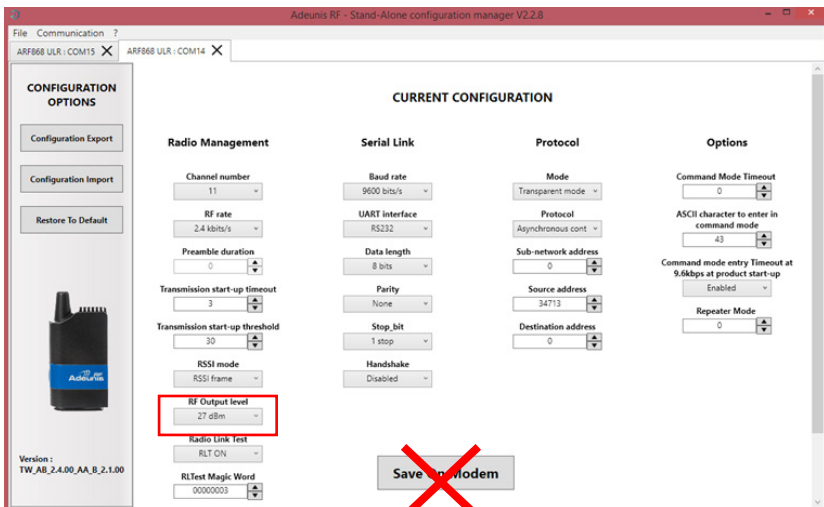 Adeunis RF - Stand-Alone configuration manager V2.2.8
File Communication ?
ARF868 ULR : COM15
ARF868 ULR : COM14
CONFIGURATION
OPTIONS
Configuration Export
Configuration Import
Restore To Default
Adeunis RF
Version :
TW_AB_2.4.00_AA_B_2.1.00
CURRENT CONFIGURATION
Radio Management
Channel number
11
RF rate
2.4 kbits/s
Preamble duration
0
Transmission start-up timeout
3
Transmission start-up threshold
30
RSSI mode
RSSI frame
RF Output level
27 dBm
Radio Link Test
RLT ON
RLTest Magic Word
00000003
Serial Link
Baud rate
9600 bits/s
UART interface
RS232
Data length
8 bits
Parity
None
Stop_bit
1 stop
Handshake
Disabled
Protocol
Mode
Transparent mode
Protocol
Asynchronous cont
Sub-network address
0
Source address
34713
Destination address
0
Options
Command Mode Timeout
0
ASCII character to enter in
command mode
43
Command mode entry Timeout at
9.6kbps at product start-up
Enabled
Repeater Mode
0
Save On Modem